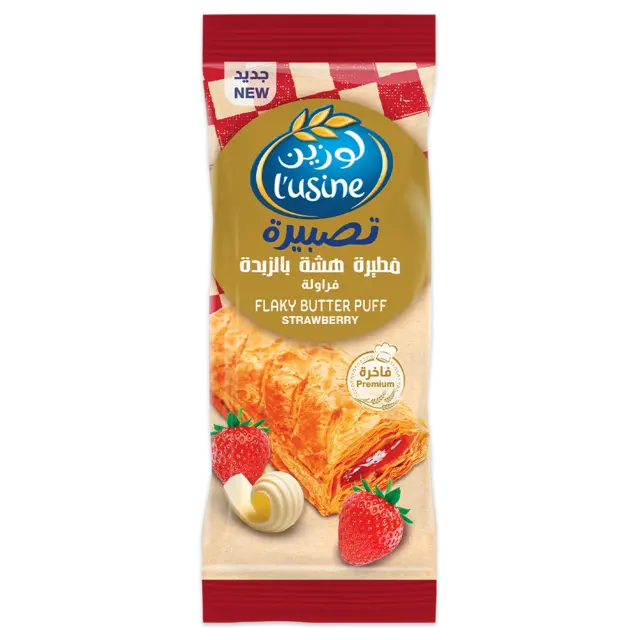 جديد
NEW
لوزين
l'usine
تصبيرة
فطيرة هشة بالزبدة
فراولة
FLAKY BUTTER PUFF
STRAWBERRY
فاخرة
Premium